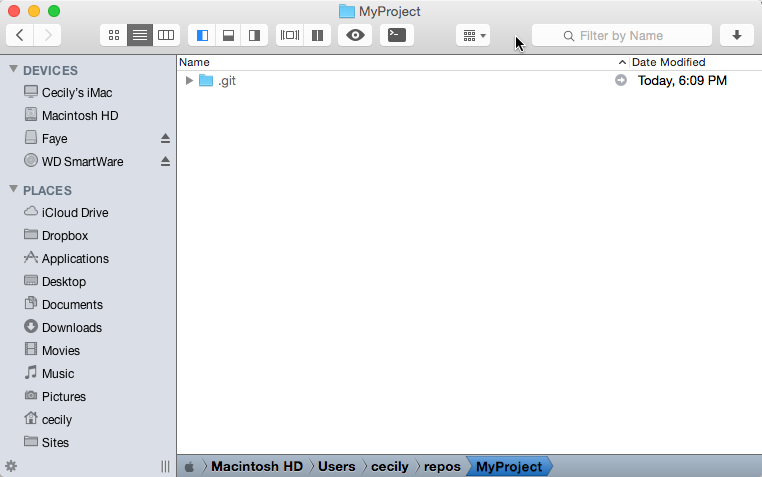 MyProject
Filter by Name
DEVICES
Cecily's iMac
Macintosh HD
Faye
WD SmartWare
PLACES
iCloud Drive
Dropbox
Applications
Desktop
Documents
Downloads
Movies
Music
Pictures
cecily
Sites
Name Date Modified
.git Today, 6:09 PM
Macintosh HD Users cecily repos MyProject